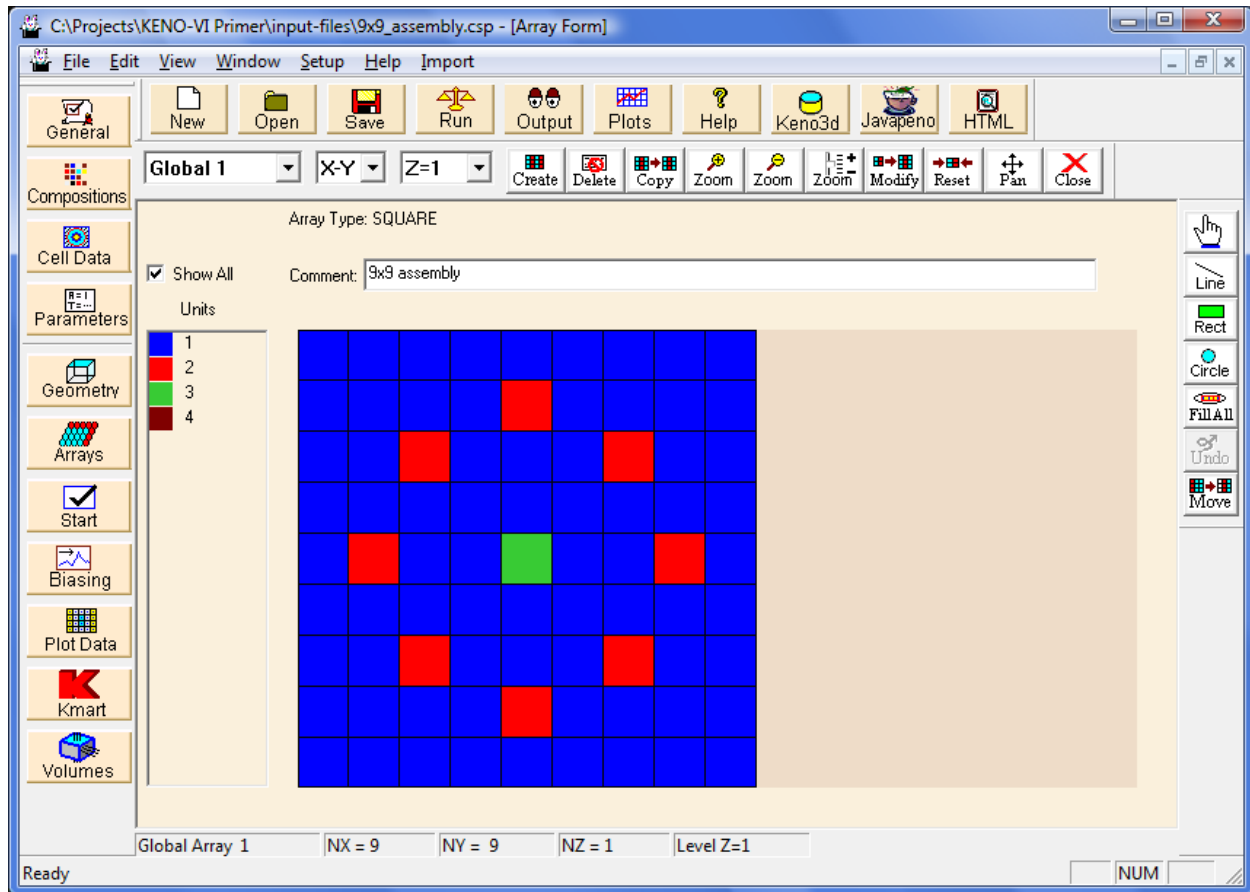 C:\Projects\KENO-VI Primer\input-files\9x9_assembly.csp - [Array Form]
File Edit View Window Setup Help Import
General
New Open Save Run Output Plots Help Keno3d Javapeno HTML
Global 1 X-Y Z=1 Create Delete Copy Zoom Zoom Zoom Modify Reset Pan Close
Compositions
Cell Data
Parameters
Geometry
Arrays
Start
Biasing
Plot Data
Kmart
Volumes
Array Type: SQUARE
Show All Comment: 9x9 assembly
Units
1
2
3
4
Line
Rect
Circle
Fill All
Undo
Move
Global Array 1 NX = 9 NY = 9 NZ = 1 Level Z=1
Ready NUM